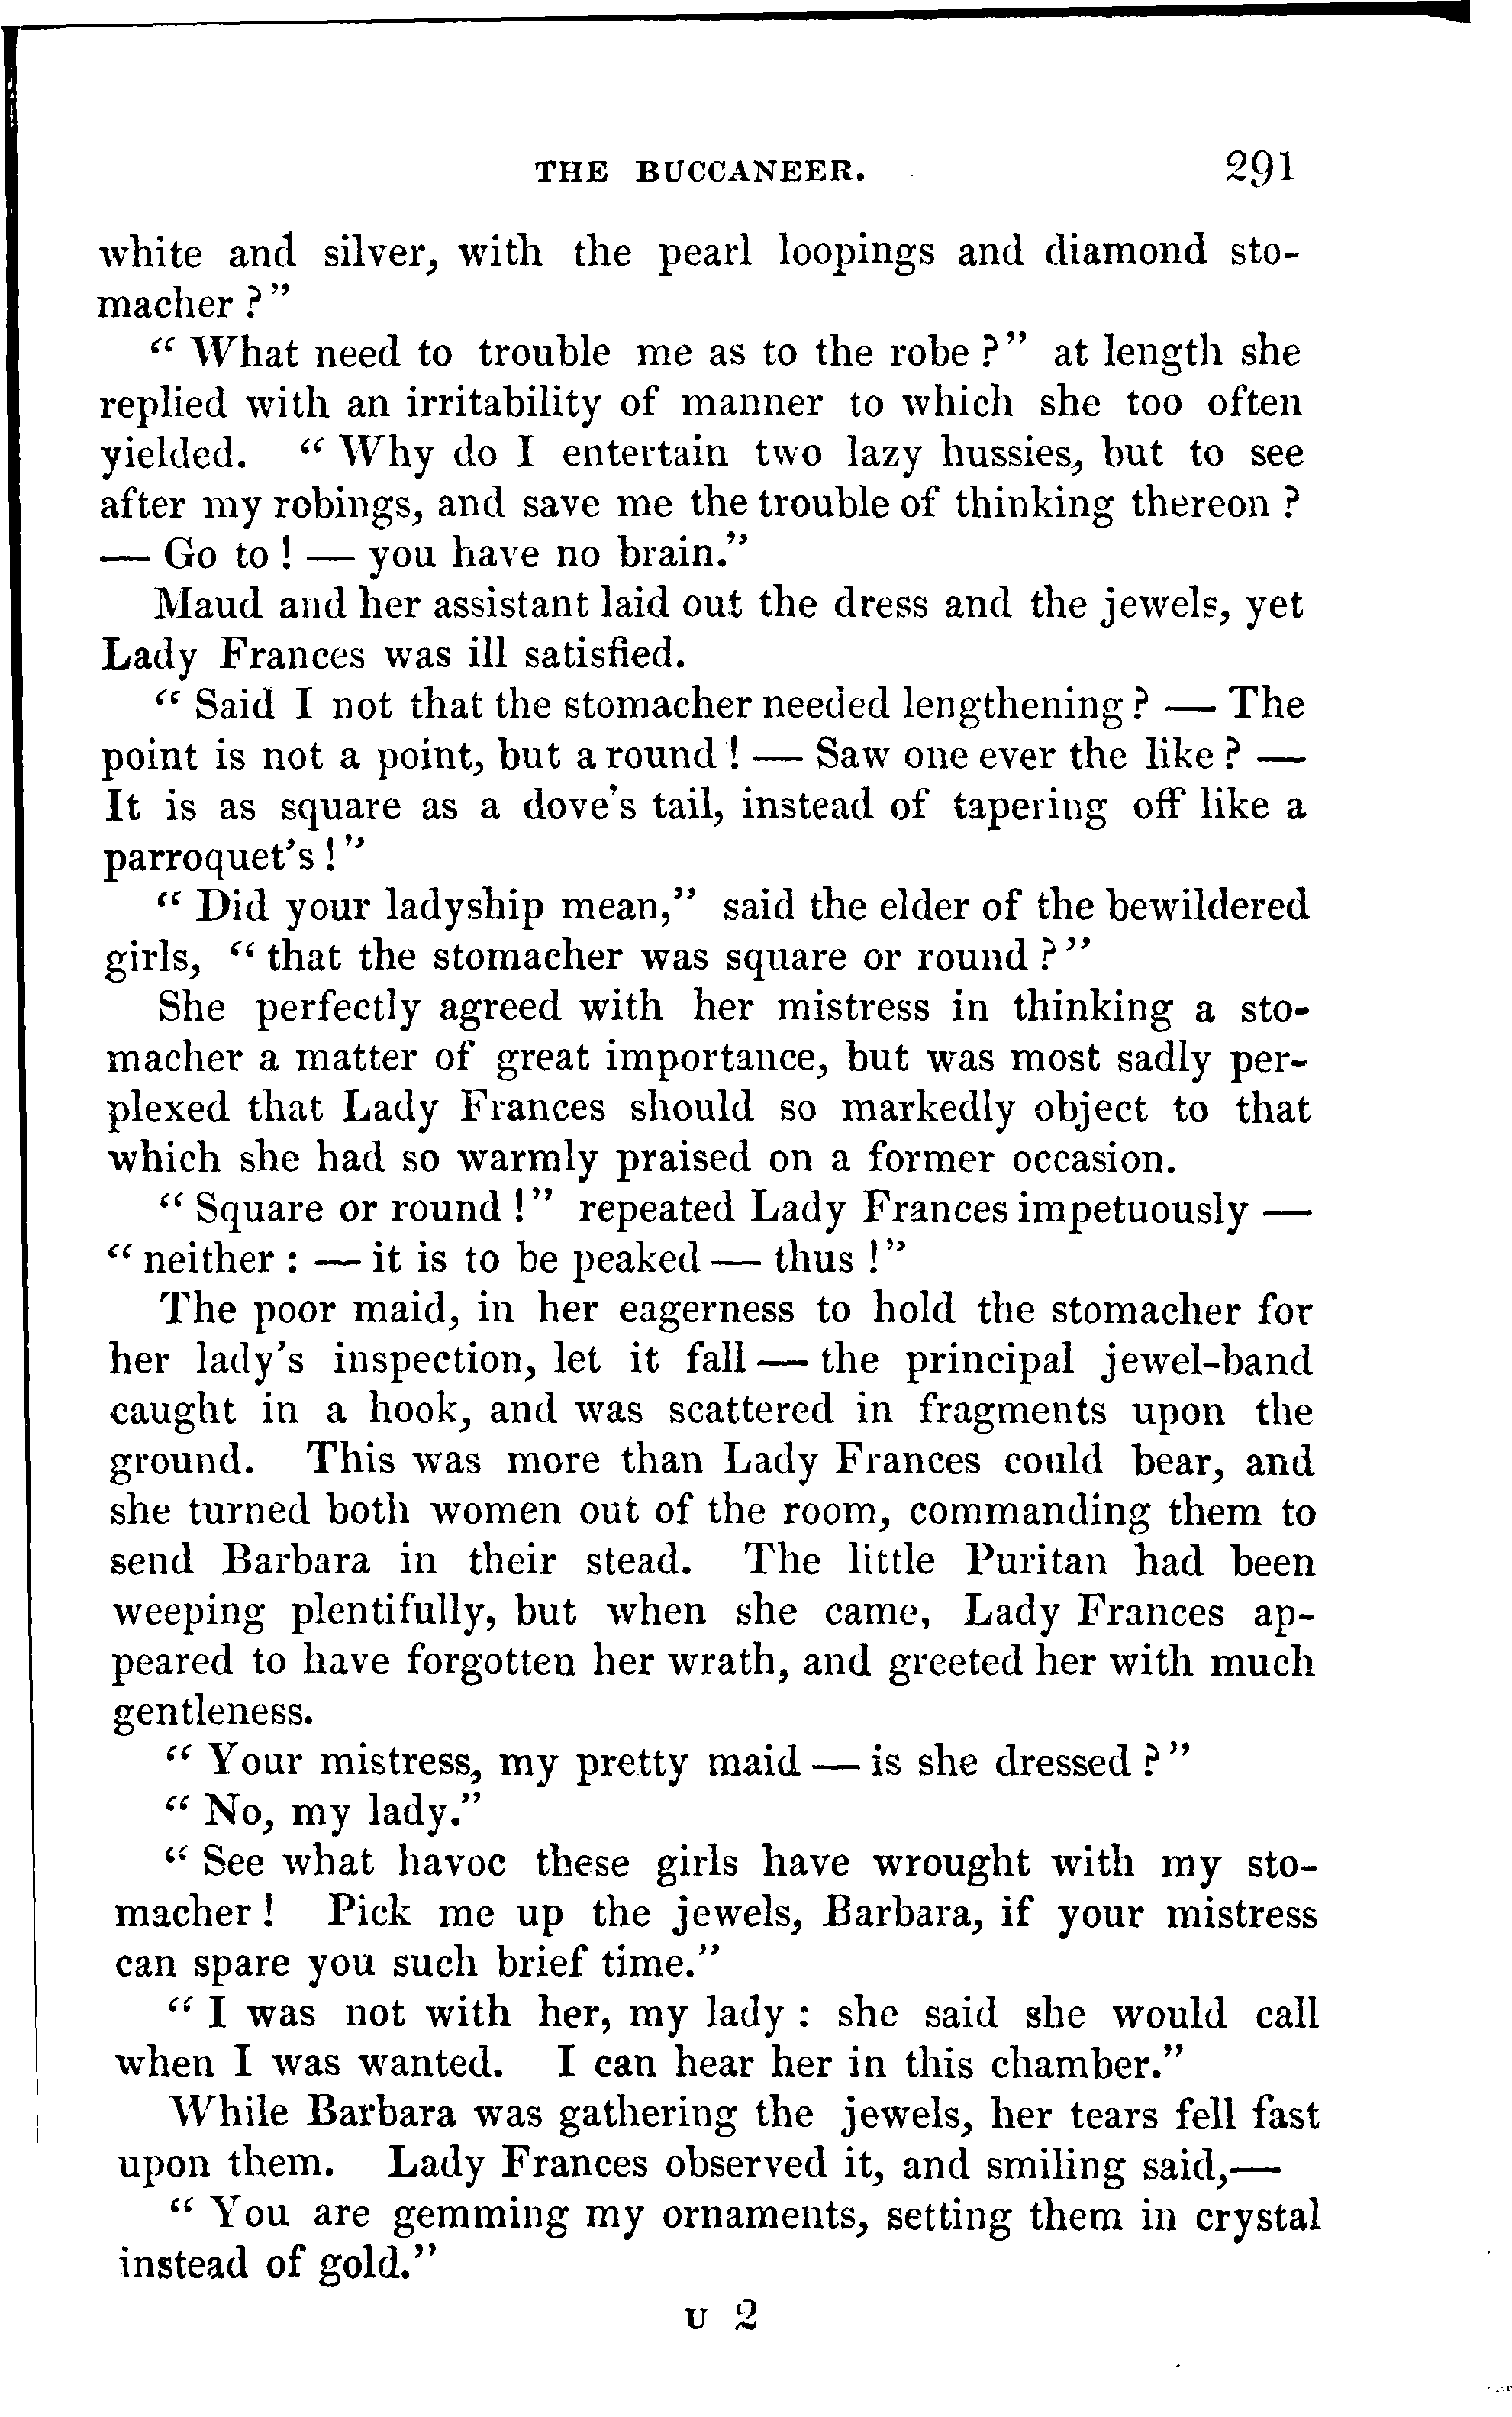 THE BUCCANEER. 291
white and silver, with the pearl loopings and diamond sto-
macher ?"
" What need to trouble me as to the robe ?" at length she
replied with an irritability of manner to which she too often
yielded. " Why do I entertain two lazy hussies, but to see
after my robings, and save me the trouble of thinking thereon ?
— Go to ! — you have no brain."
Maud and her assistant laid out the dress and the jewels, yet
Lady Frances was ill satisfied.
" Said I not that the stomacher needed lengthening ? — The
point is not a point, but a round ! — Saw one ever the like ? —
It is as square as a dove's tail, instead of tapering off like a
parroquet's !"
" Did your ladyship mean," said the elder of the bewildered
girls, " that the stomacher was square or round ?"
She perfectly agreed with her mistress in thinking a sto-
macher a matter of great importance, but was most sadly per-
plexed that Lady Frances should so markedly object to that
which she had so warmly praised on a former occasion.
" Square or round !" repeated Lady Frances impetuously —
" neither : — it is to be peaked — thus !"
The poor maid, in her eagerness to hold the stomacher for
her lady's inspection, let it fall — the principal jewel-band
caught in a hook, and was scattered in fragments upon the
ground. This was more than Lady Frances could bear, and
she turned both women out of the room, commanding them to
send Barbara in their stead. The little Puritan had been
weeping plentifully, but when she came, Lady Frances ap-
peared to have forgotten her wrath, and greeted her with much
gentleness.
" Your mistress, my pretty maid — is she dressed ?"
" No, my lady."
" See what havoc these girls have wrought with my sto-
macher ! Pick me up the jewels, Barbara, if your mistress
can spare you such brief time."
" I was not with her, my lady : she said she would call
when I was wanted. I can hear her in this chamber."
While Barbara was gathering the jewels, her tears fell fast
upon them. Lady Frances observed it, and smiling said,—
" You are gemming my ornaments, setting them in crystal
instead of gold."
U 2